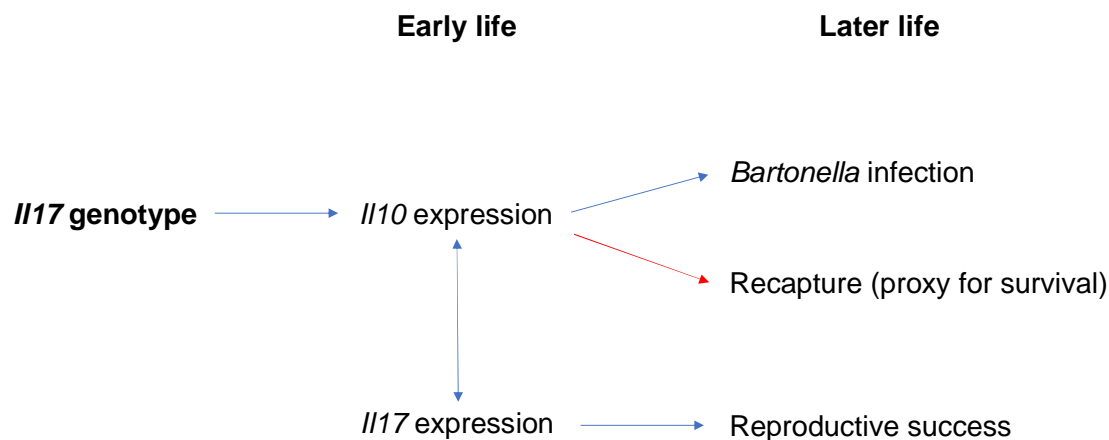 Early life
Later life
Bartonella infection
Il17 genotype
Il10 expression
Recapture (proxy for survival)
Il17 expression
Reproductive success